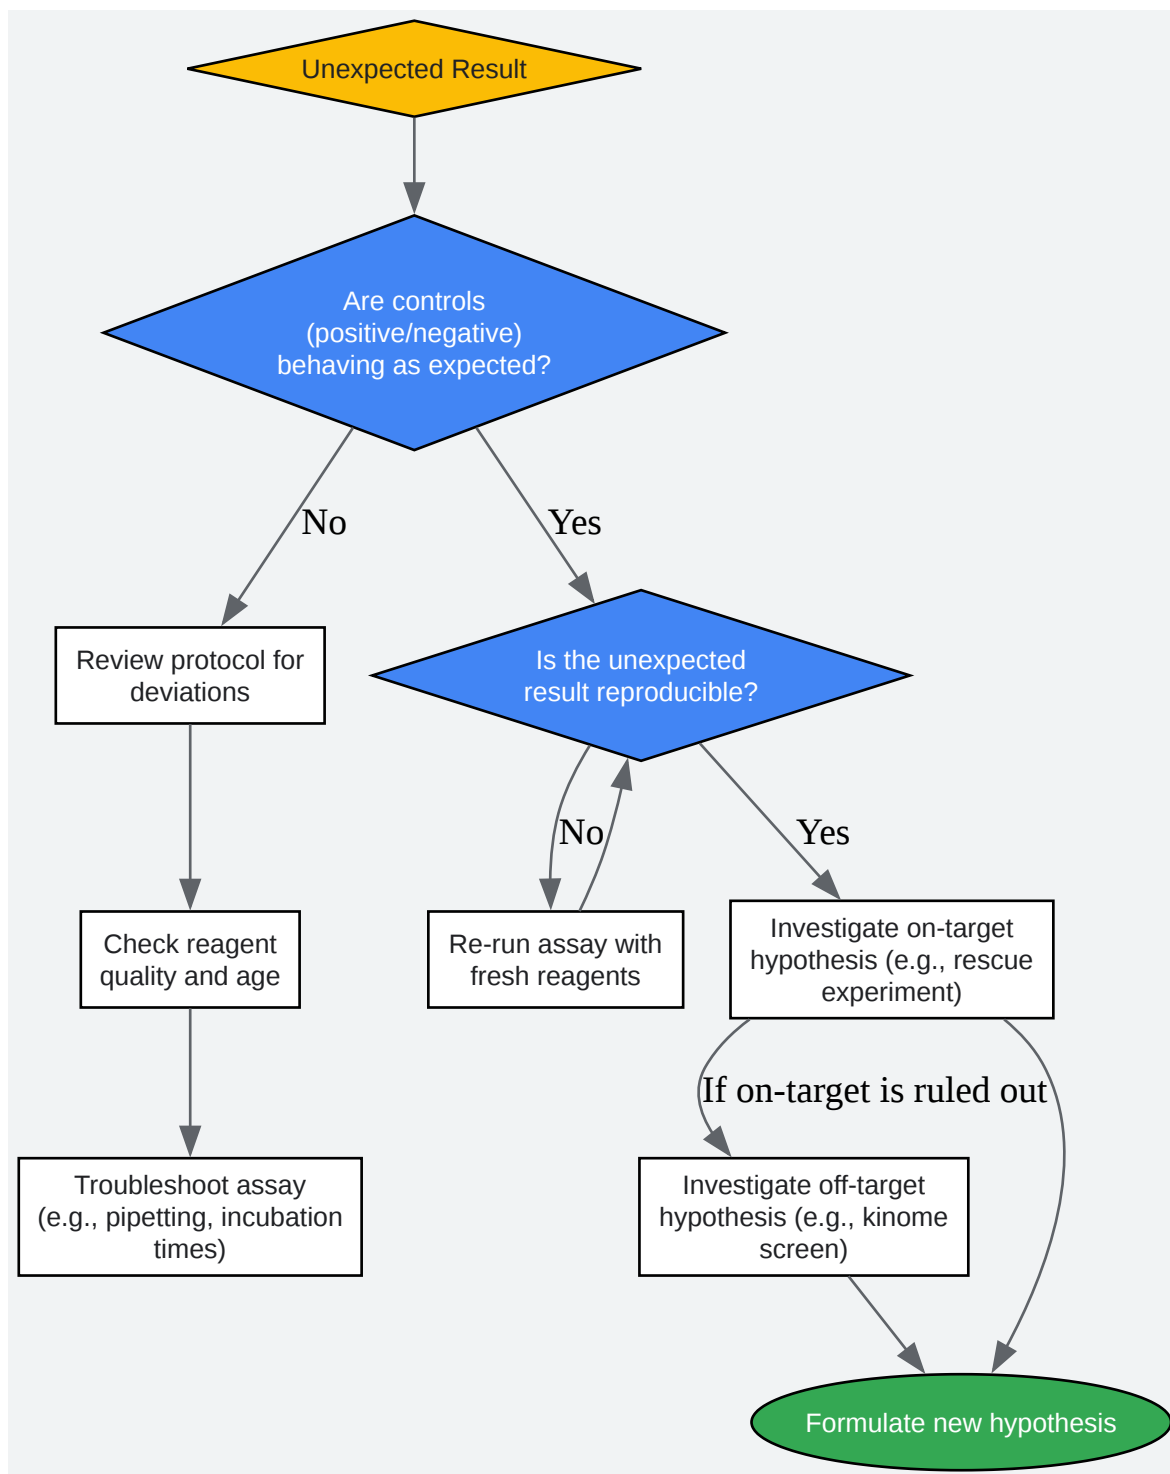 Unexpected Result
Are controls
(positive/negative)
behaving as expected?
No
Yes
Review protocol for
deviations
Is the unexpected
result reproducible?
No
Yes
Check reagent
quality and age
Re-run assay with
fresh reagents
Investigate on-target
hypothesis (e.g., rescue
experiment)
If on-target is ruled out
Troubleshoot assay
(e.g., pipetting, incubation
times)
Investigate off-target
hypothesis (e.g., kinome
screen)
Formulate new hypothesis